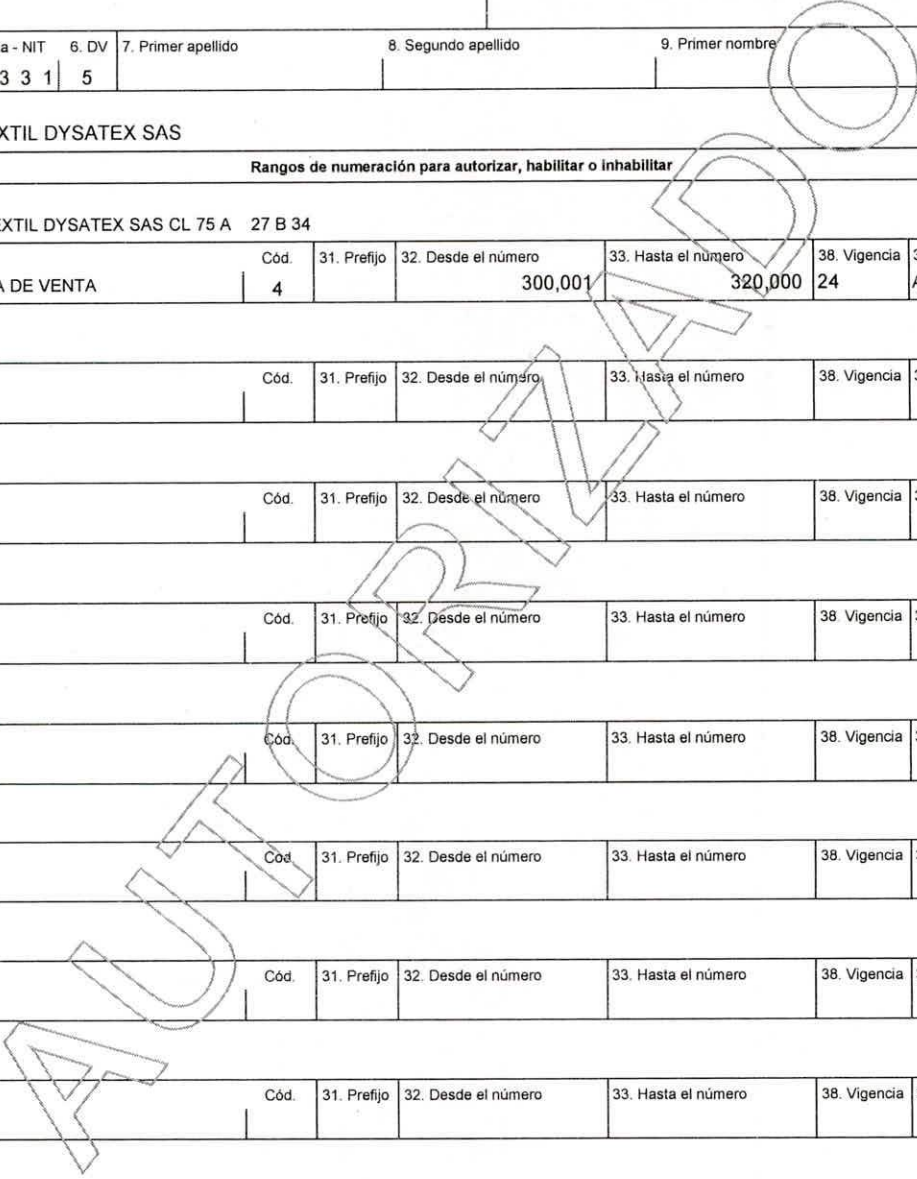 a - NIT 6. DV 7. Primer apellido 8. Segundo apellido 9. Primer nombre
3 3 1 5
XTIL DYSATEX SAS
Rangos de numeración para autorizar, habilitar o inhabilitar
EXTIL DYSATEX SAS CL 75 A 27 B 34
Cód. 31. Prefijo 32. Desde el número 33. Hasta el número 38. Vigencia 3
A DE VENTA 4 300,001 320,000 24 A
Cód. 31. Prefijo 32. Desde el número 33. Hasta el número 38. Vigencia 3
Cód. 31. Prefijo 32. Desde el número 33. Hasta el número 38. Vigencia 3
Cód. 31. Prefijo 32. Desde el número 33. Hasta el número 38. Vigencia 3
Cód. 31. Prefijo 32. Desde el número 33. Hasta el número 38. Vigencia 3
Cód. 31. Prefijo 32. Desde el número 33. Hasta el número 38. Vigencia
Cód. 31. Prefijo 32. Desde el número 33. Hasta el número 38. Vigencia
Cód. 31. Prefijo 32. Desde el número 33. Hasta el número 38. Vigencia
AUTORIZADO